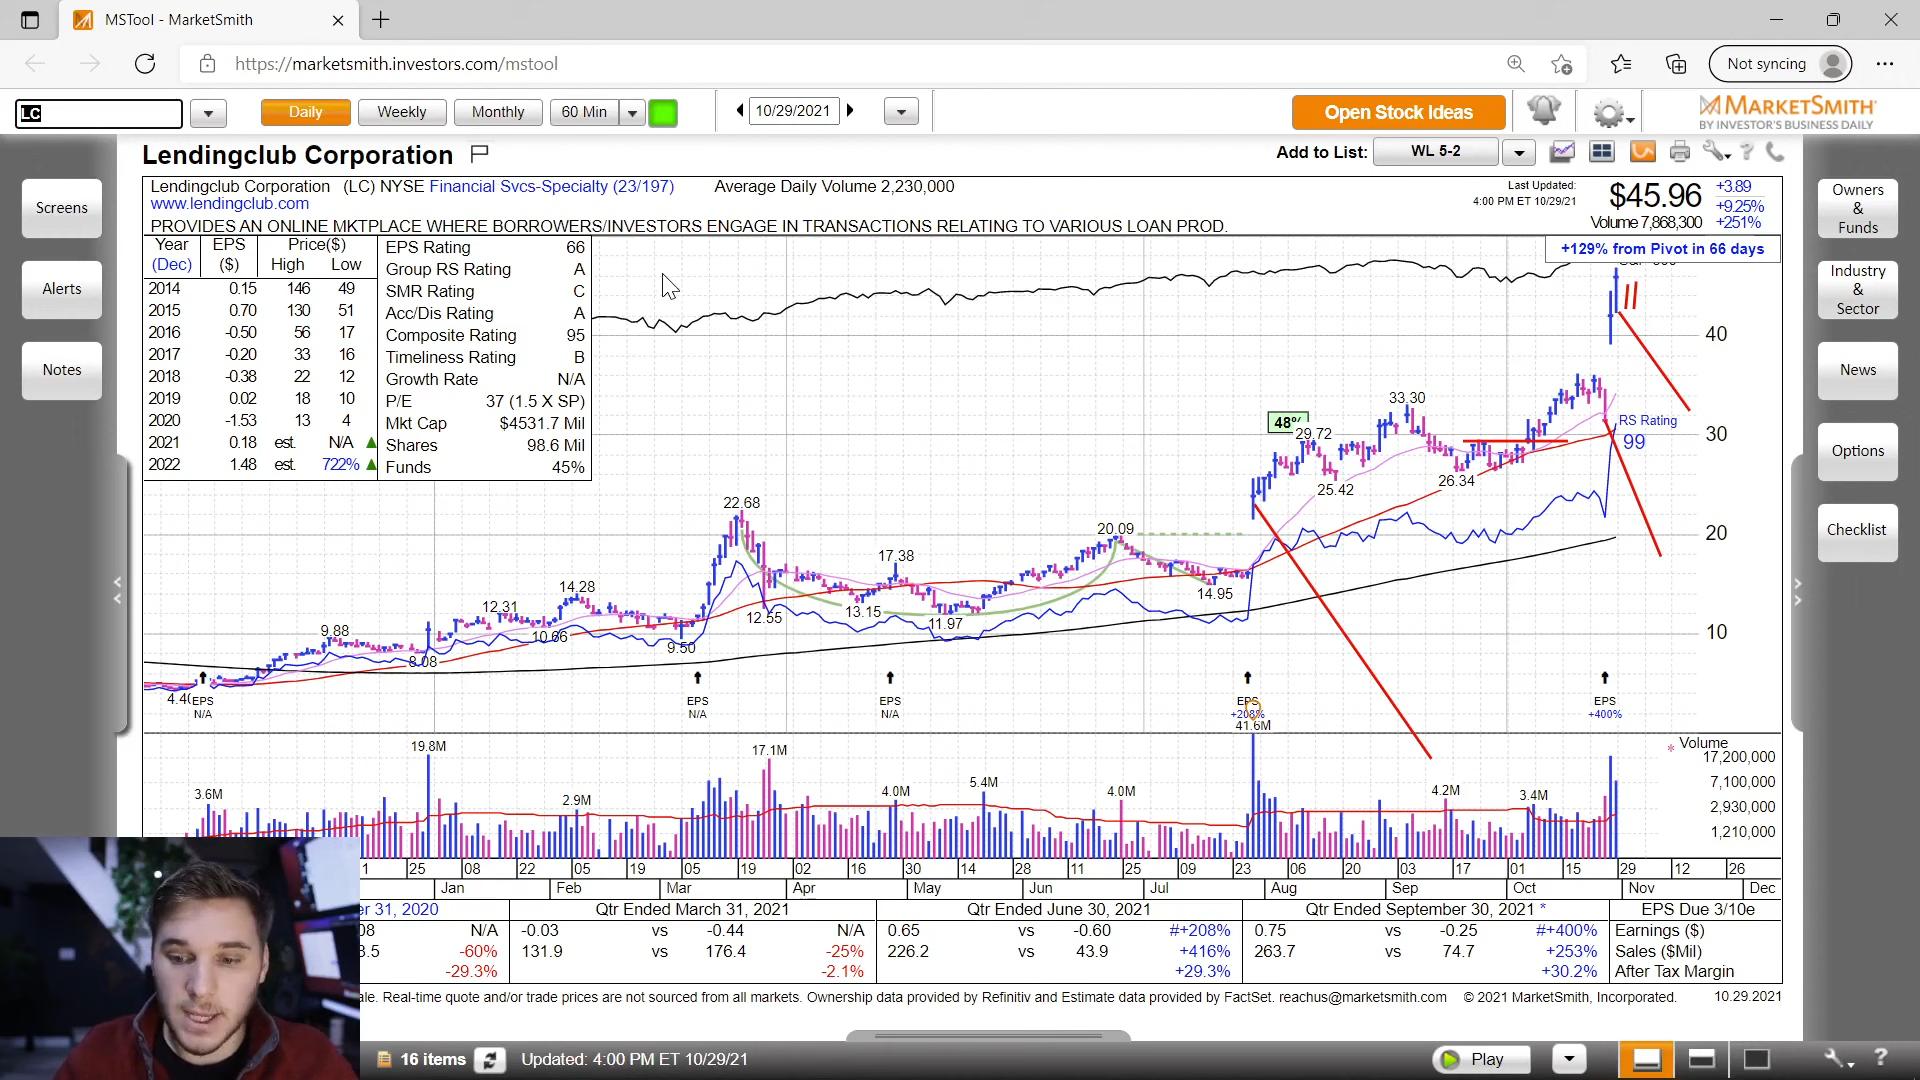 MSTool - MarketSmith
https://marketsmith.investors.com/mstool
Not syncing
LC
Daily
Weekly
Monthly
60 Min
10/29/2021
Open Stock Ideas
MARKETSMITH
BY INVESTOR'S BUSINESS DAILY
Lendingclub Corporation
Add to List:
WL 5-2
Screens
Alerts
Notes
Owners & Funds
Industry & Sector
News
Options
Checklist
Lendingclub Corporation (LC) NYSE Financial Svcs-Specialty (23/197) Average Daily Volume 2,230,000
www.lendingclub.com
PROVIDES AN ONLINE MKTPLACE WHERE BORROWERS/INVESTORS ENGAGE IN TRANSACTIONS RELATING TO VARIOUS LOAN PROD.
Last Updated:
4:00 PM ET 10/29/21
$45.96
+3.89
+9.25%
Volume 7,868,300 +251%
+129% from Pivot in 66 days
Year EPS Price($)
(Dec) ($) High Low
2014 0.15 146 49
2015 0.70 130 51
2016 -0.50 56 17
2017 -0.20 33 16
2018 -0.38 22 12
2019 0.02 18 10
2020 -1.53 13 4
2021 0.18 est. N/A
2022 1.48 est. 722%
EPS Rating 66
Group RS Rating A
SMR Rating C
Acc/Dis Rating A
Composite Rating 95
Timeliness Rating B
Growth Rate N/A
P/E 37 (1.5 X SP)
Mkt Cap $4531.7 Mil
Shares 98.6 Mil
Funds 45%
40
30
20
10
RS Rating
99
48%
33.30
29.72
25.42
26.34
22.68
20.09
17.38
14.95
14.28
13.15
12.55
12.31
11.97
10.66
9.88
9.50
8.08
4.40
EPS N/A
EPS N/A
EPS N/A
EPS +208%
EPS +400%
41.6M
19.8M
17.1M
3.6M
2.9M
4.0M
5.4M
4.0M
4.2M
3.4M
Volume
17,200,000
7,100,000
2,930,000
1,210,000
25 08 22 05 19 05 19 02 16 30 14 28 11 25 09 23 06 20 03 17 01 15 29 12 26
Jan Feb Mar Apr May Jun Jul Aug Sep Oct Nov Dec
er 31, 2020 Qtr Ended March 31, 2021 Qtr Ended June 30, 2021 Qtr Ended September 30, 2021 * EPS Due 3/10e
08 N/A -0.03 vs -0.44 N/A 0.65 vs -0.60 #+208% 0.75 vs -0.25 #+400% Earnings ($)
3.5 -60% 131.9 vs 176.4 -25% 226.2 vs 43.9 +416% 263.7 vs 74.7 +253% Sales ($Mil)
-29.3% -2.1% +29.3% +30.2% After Tax Margin
ale. Real-time quote and/or trade prices are not sourced from all markets. Ownership data provided by Refinitiv and Estimate data provided by FactSet. reachus@marketsmith.com © 2021 MarketSmith, Incorporated. 10.29.2021
16 items
Updated: 4:00 PM ET 10/29/21
Play